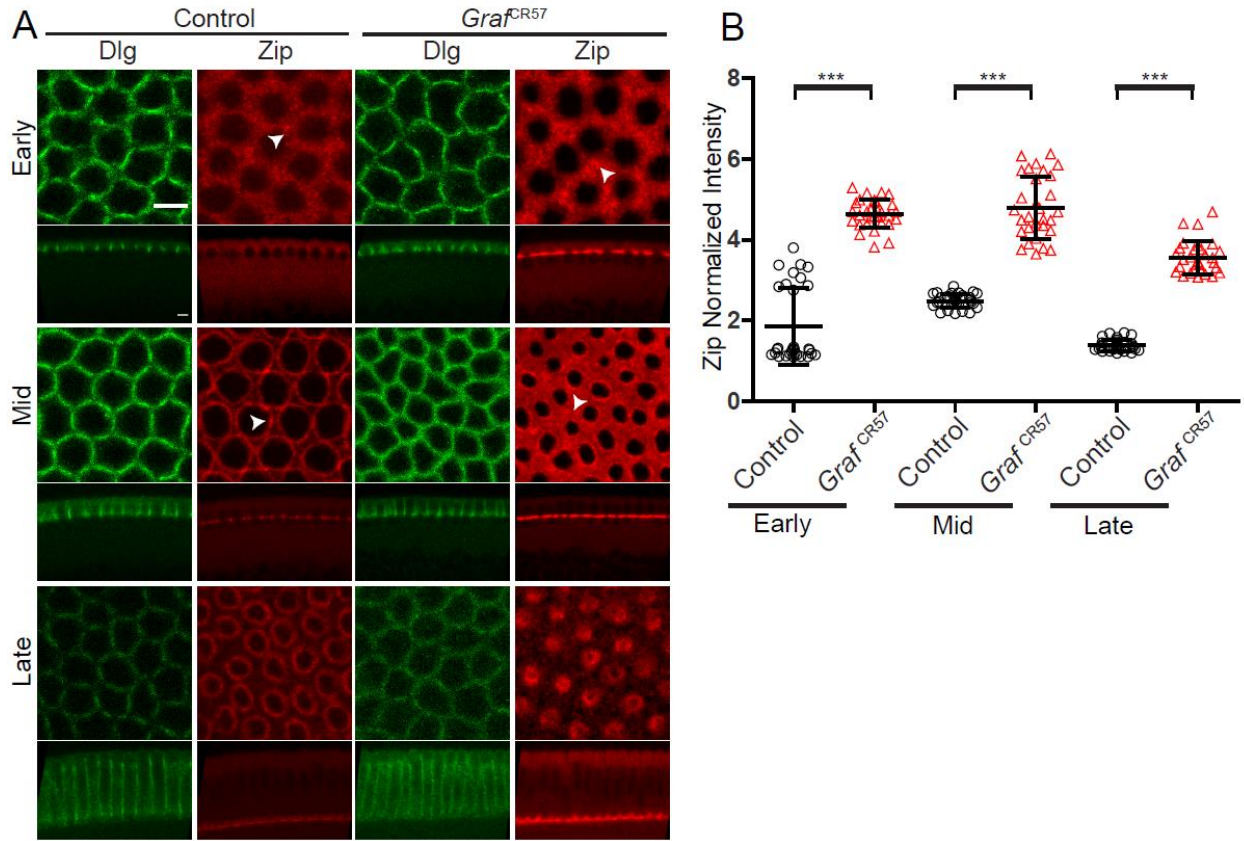 A
Control
Graf^CR57
Dlg Zip Dlg Zip
Early
Mid
Late
B
Zip Normalized Intensity
8
6
4
2
0
*** *** ***
Control Graf^CR57 Control Graf^CR57 Control Graf^CR57
Early Mid Late